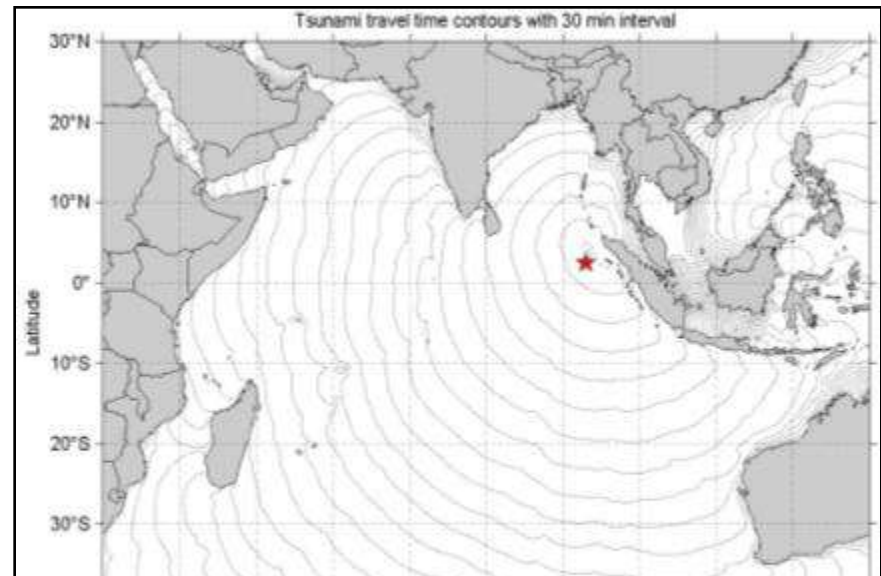 Tsunami travel time contours with 30 min interval
30°N
20°N
10°N
0°
10°S
20°S
30°S
Latitude